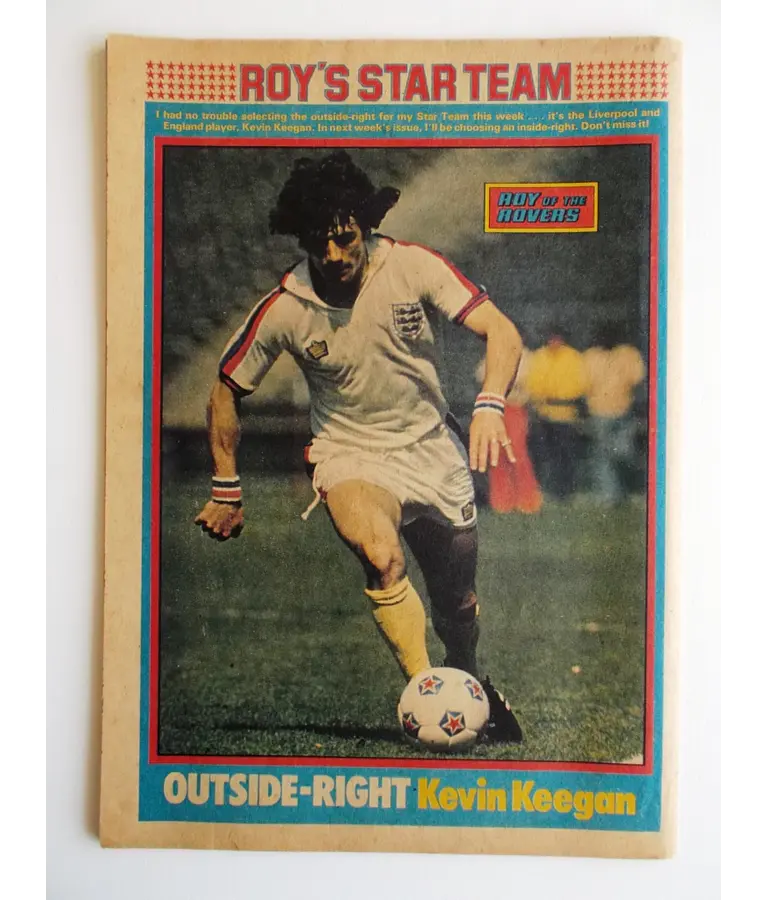 ROY'S STAR TEAM
I had no trouble selecting the outside-right for my Star Team this week . . . it's the Liverpool and
England player, Kevin Keegan. In next week's issue, I'll be choosing an inside-right. Don't miss it!
ROY OF THE
ROVERS
OUTSIDE-RIGHT Kevin Keegan